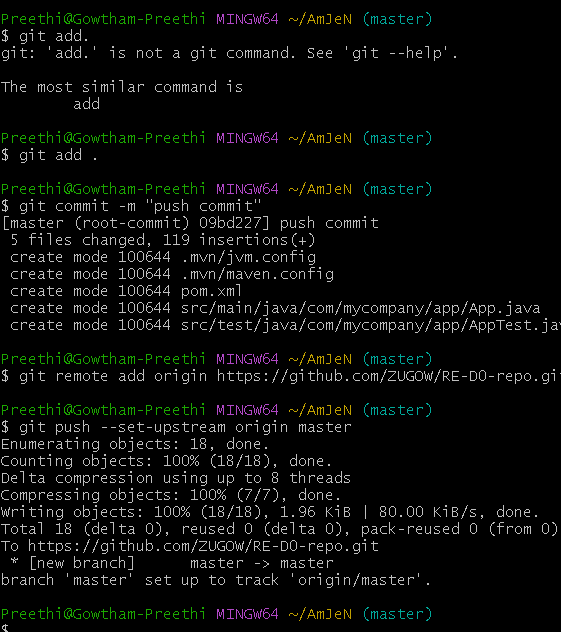 Preethi@Gowtham-Preethi MINGW64 ~/AmJeN (master)
$ git add.
git: 'add.' is not a git command. See 'git --help'.
The most similar command is
add
Preethi@Gowtham-Preethi MINGW64 ~/AmJeN (master)
$ git add .
Preethi@Gowtham-Preethi MINGW64 ~/AmJeN (master)
$ git commit -m "push commit"
[master (root-commit) 09bd227] push commit
5 files changed, 119 insertions(+)
create mode 100644 .mvn/jvm.config
create mode 100644 .mvn/maven.config
create mode 100644 pom.xml
create mode 100644 src/main/java/com/mycompany/app/App.java
create mode 100644 src/test/java/com/mycompany/app/AppTest.jav
Preethi@Gowtham-Preethi MINGW64 ~/AmJeN (master)
$ git remote add origin https://github.com/ZUGOW/RE-DO-repo.git
Preethi@Gowtham-Preethi MINGW64 ~/AmJeN (master)
$ git push --set-upstream origin master
Enumerating objects: 18, done.
Counting objects: 100% (18/18), done.
Delta compression using up to 8 threads
Compressing objects: 100% (7/7), done.
Writing objects: 100% (18/18), 1.96 KiB | 80.00 KiB/s, done.
Total 18 (delta 0), reused 0 (delta 0), pack-reused 0 (from 0)
To https://github.com/ZUGOW/RE-DO-repo.git
* [new branch] master -> master
branch 'master' set up to track 'origin/master'.
Preethi@Gowtham-Preethi MINGW64 ~/AmJeN (master)
$